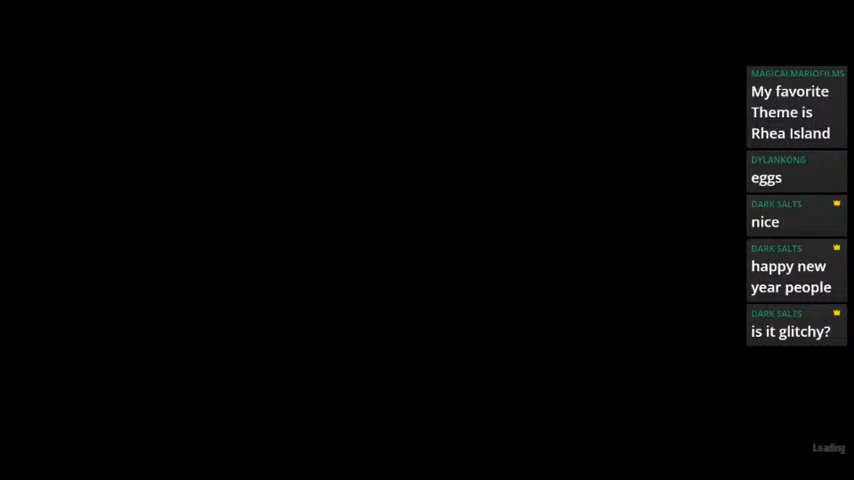 MAGICALMARIOFILMS
My favorite
Theme is
Rhea Island
DYLANKONG
eggs
DARK SALTS
nice
DARK SALTS
happy new
year people
DARK SALTS
is it glitchy?
Loading